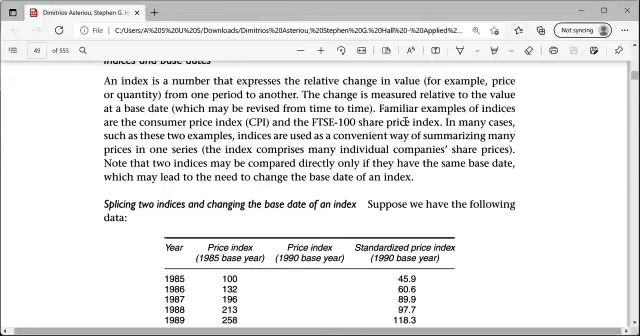 Dimitrios Asteriou, Stephen G. H
File
C:/Users/A%20S%20U%20S/Downloads/Dimitrios%20Asteriou,%20Stephen%20G.%20Hall%20-%20Applied%2...
Not syncing
49 of 555
Indices and base dates
An index is a number that expresses the relative change in value (for example, price
or quantity) from one period to another. The change is measured relative to the value
at a base date (which may be revised from time to time). Familiar examples of indices
are the consumer price index (CPI) and the FTSE-100 share price index. In many cases,
such as these two examples, indices are used as a convenient way of summarizing many
prices in one series (the index comprises many individual companies' share prices).
Note that two indices may be compared directly only if they have the same base date,
which may lead to the need to change the base date of an index.
Splicing two indices and changing the base date of an index Suppose we have the following
data:
Year Price index Price index Standardized price index
(1985 base year) (1990 base year) (1990 base year)
1985 100 45.9
1986 132 60.6
1987 196 89.9
1988 213 97.7
1989 258 118.3